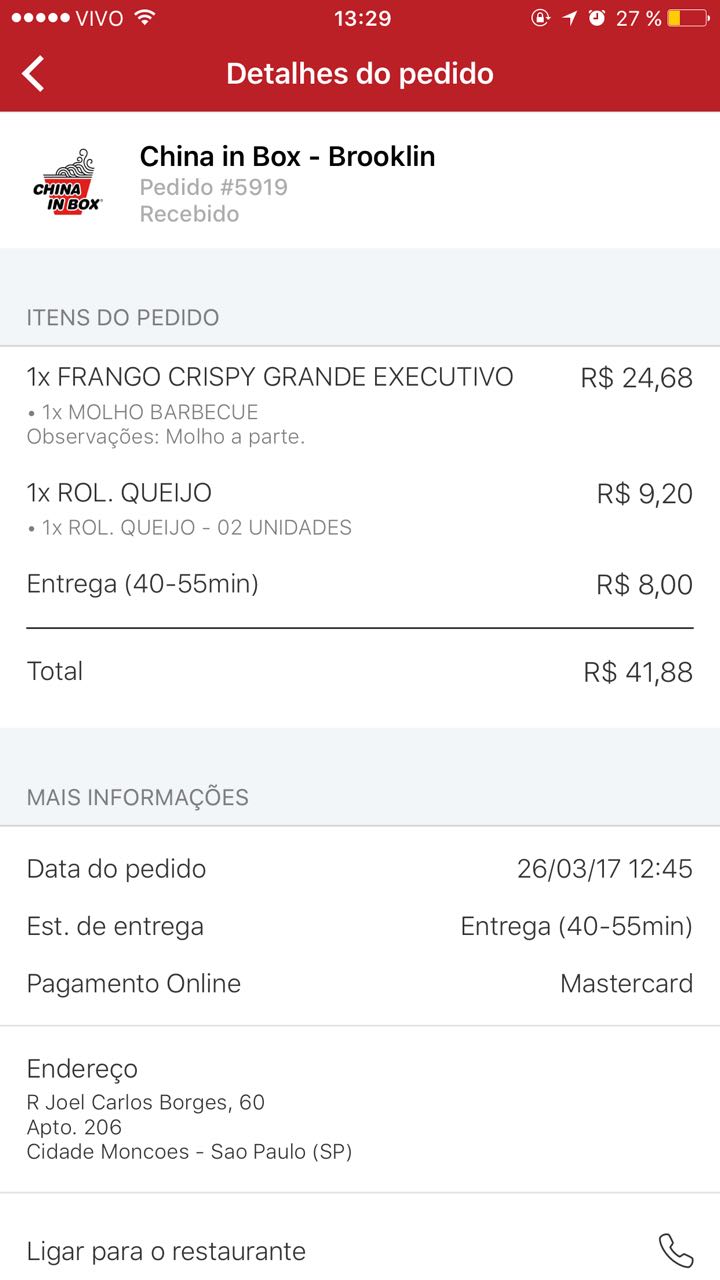 VIVO 13:29 27 %
Detalhes do pedido
CHINA IN BOX
China in Box - Brooklin
Pedido #5919
Recebido
ITENS DO PEDIDO
1x FRANGO CRISPY GRANDE EXECUTIVO R$ 24,68
• 1x MOLHO BARBECUE
Observações: Molho a parte.
1x ROL. QUEIJO R$ 9,20
• 1x ROL. QUEIJO - 02 UNIDADES
Entrega (40-55min) R$ 8,00
Total R$ 41,88
MAIS INFORMAÇÕES
Data do pedido 26/03/17 12:45
Est. de entrega Entrega (40-55min)
Pagamento Online Mastercard
Endereço
R Joel Carlos Borges, 60
Apto. 206
Cidade Moncoes - Sao Paulo (SP)
Ligar para o restaurante